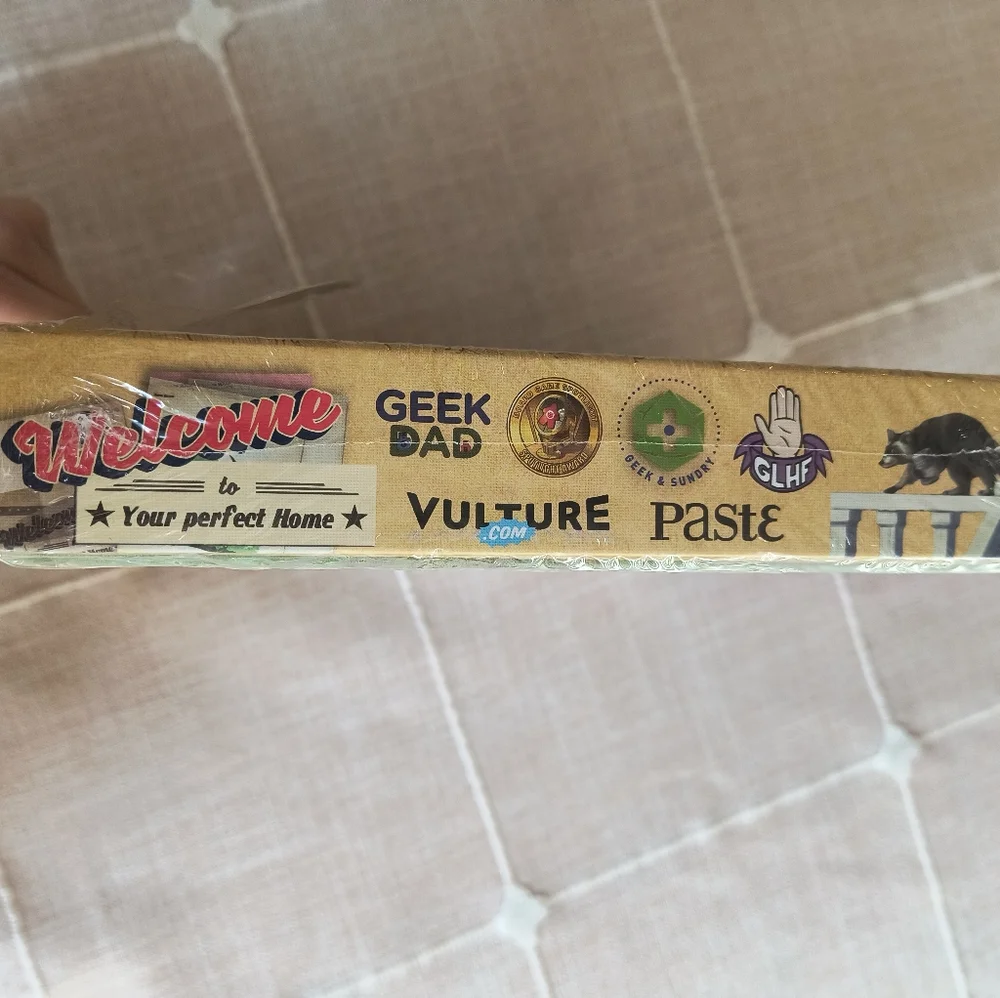 Welcome
to
★ Your perfect Home ★
GEEK
DAD
GEEK & SUNDRY
GLHF
VULTURE
.COM
Paste